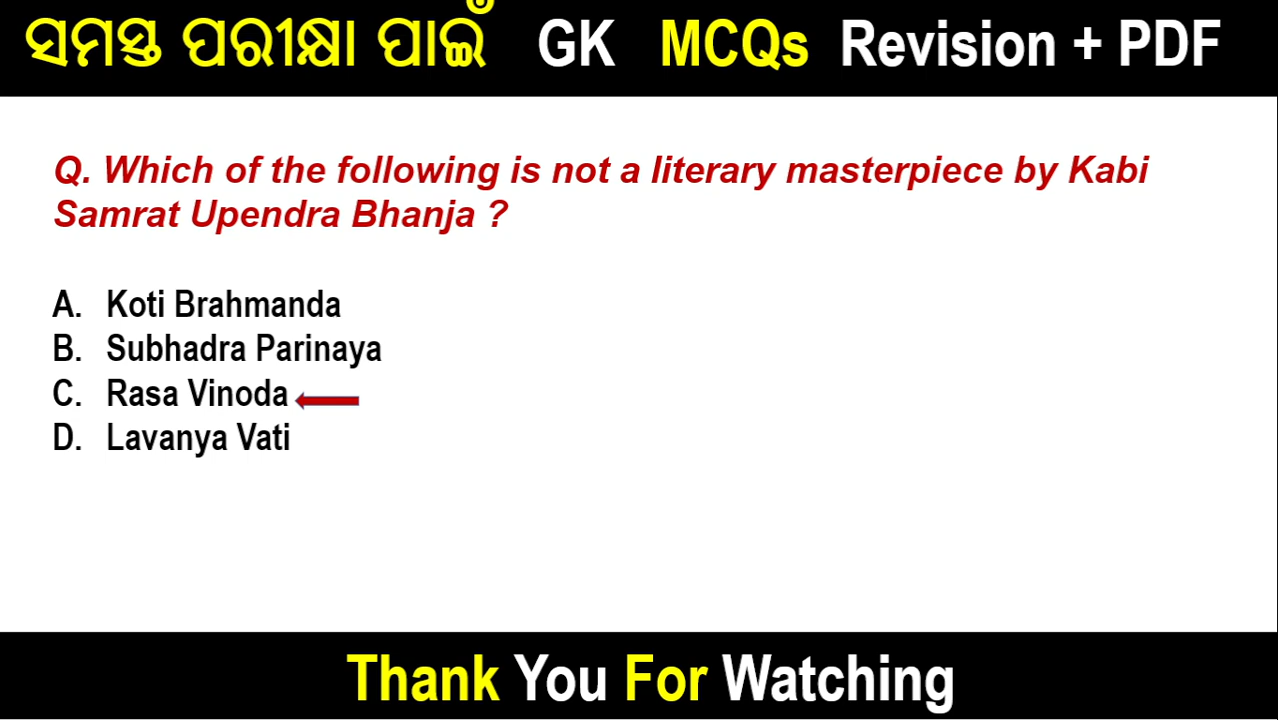 ସମସ୍ତ ପରୀକ୍ଷା ପାଇଁ GK MCQs Revision + PDF
Q. Which of the following is not a literary masterpiece by Kabi
Samrat Upendra Bhanja ?
A. Koti Brahmanda
B. Subhadra Parinaya
C. Rasa Vinoda
D. Lavanya Vati
Thank You For Watching